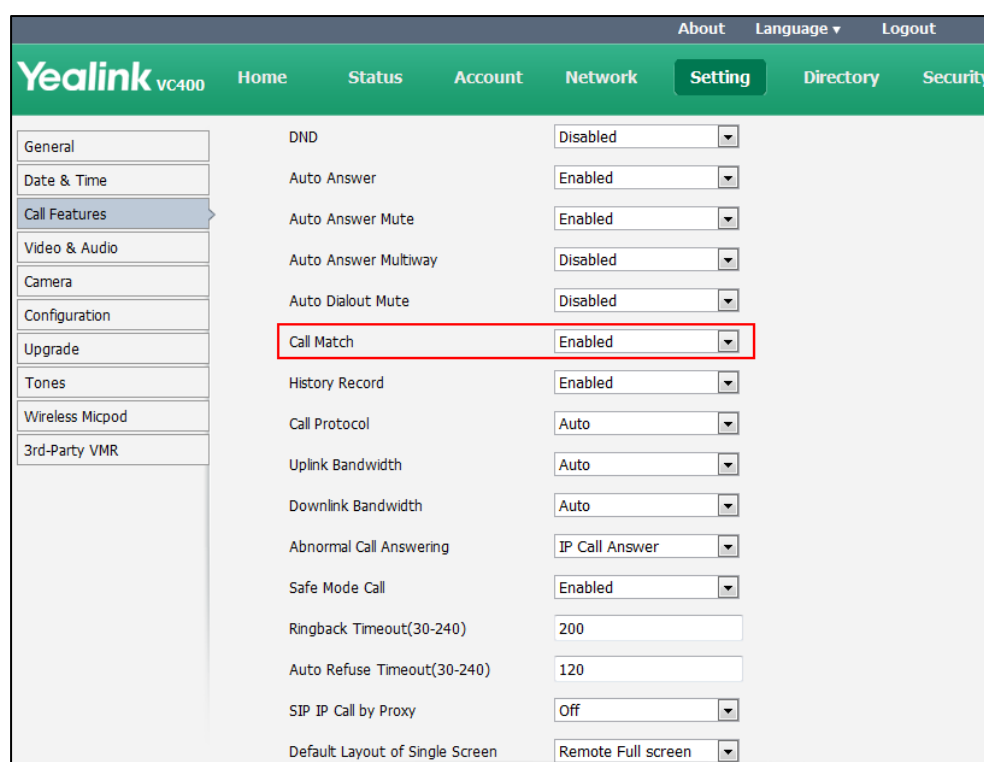 About Language ▾ Logout
Yealink VC400 Home Status Account Network Setting Directory Security
General
Date & Time
Call Features
Video & Audio
Camera
Configuration
Upgrade
Tones
Wireless Micpod
3rd-Party VMR
DND Disabled
Auto Answer Enabled
Auto Answer Mute Enabled
Auto Answer Multiway Disabled
Auto Dialout Mute Disabled
Call Match Enabled
History Record Enabled
Call Protocol Auto
Uplink Bandwidth Auto
Downlink Bandwidth Auto
Abnormal Call Answering IP Call Answer
Safe Mode Call Enabled
Ringback Timeout(30-240) 200
Auto Refuse Timeout(30-240) 120
SIP IP Call by Proxy Off
Default Layout of Single Screen Remote Full screen